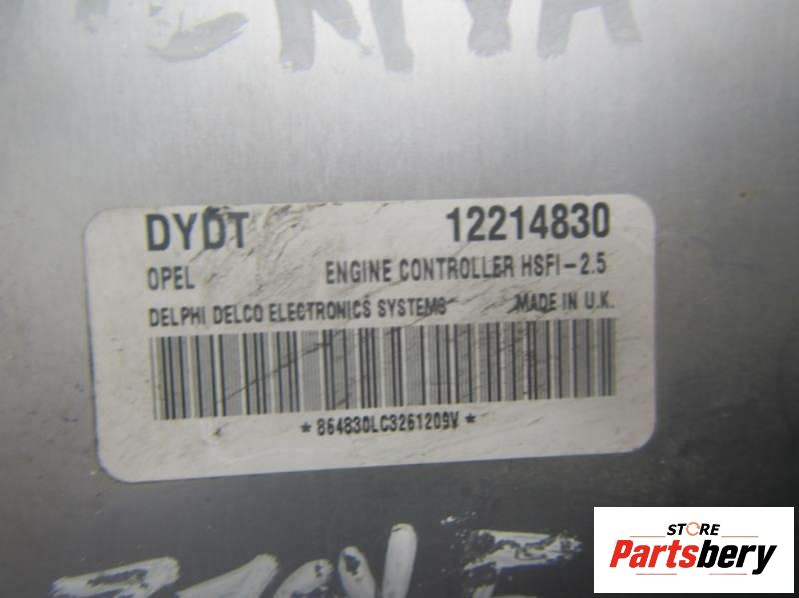 DYDT 12214830
OPEL ENGINE CONTROLLER HSFI-2.5
DELPHI DELCO ELECTRONICS SYSTEMS MADE IN U.K.
*864830LC3261209V*
STORE
Partsbery